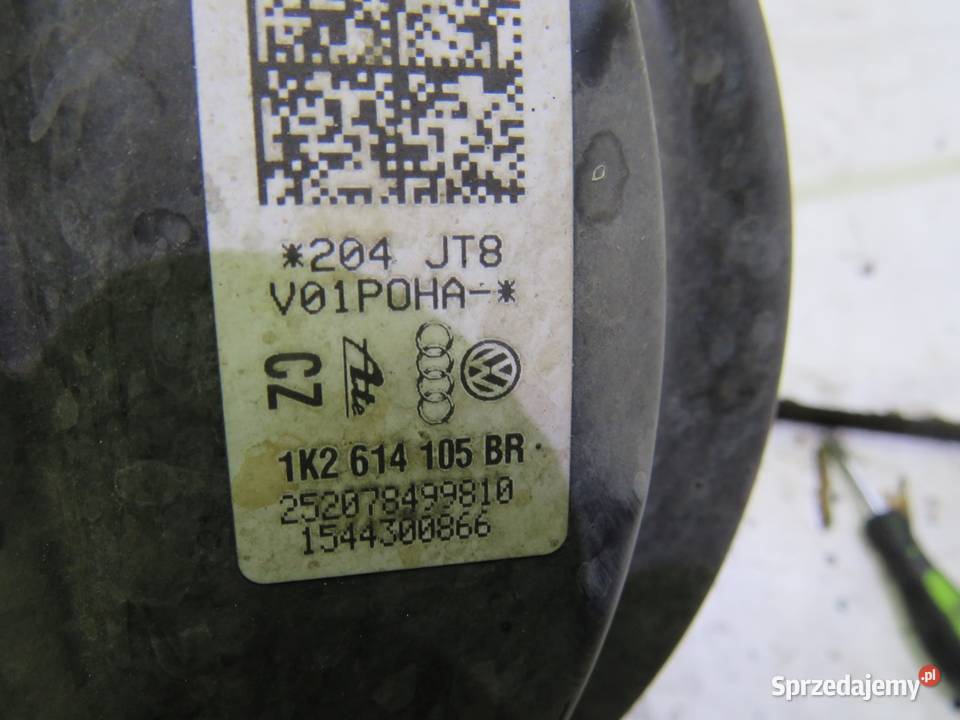 *204 JT8
V01POHA-*
CZ
Ate
1K2 614 105 BR
252078499810
1544300866
Sprzedajemy.pl